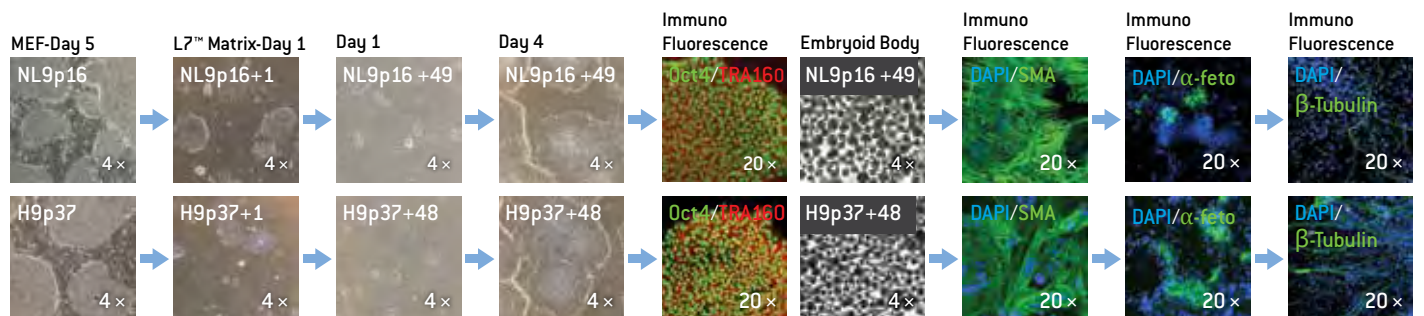 MEF-Day 5
L7™ Matrix-Day 1
Day 1
Day 4
Immuno
Fluorescence
Embryoid Body
Immuno
Fluorescence
Immuno
Fluorescence
Immuno
Fluorescence
NL9p16
4×
NL9p16+1
4×
NL9p16 +49
4×
NL9p16 +49
4×
Oct4/TRA160
20×
NL9p16 +49
4×
DAPI/SMA
20×
DAPI/α-feto
20×
DAPI/
β-Tubulin
20×
H9p37
4×
H9p37+1
4×
H9p37+48
4×
H9p37+48
4×
Oct4/TRA160
20×
H9p37+48
4×
DAPI/SMA
20×
DAPI/α-feto
20×
DAPI/
β-Tubulin
20×